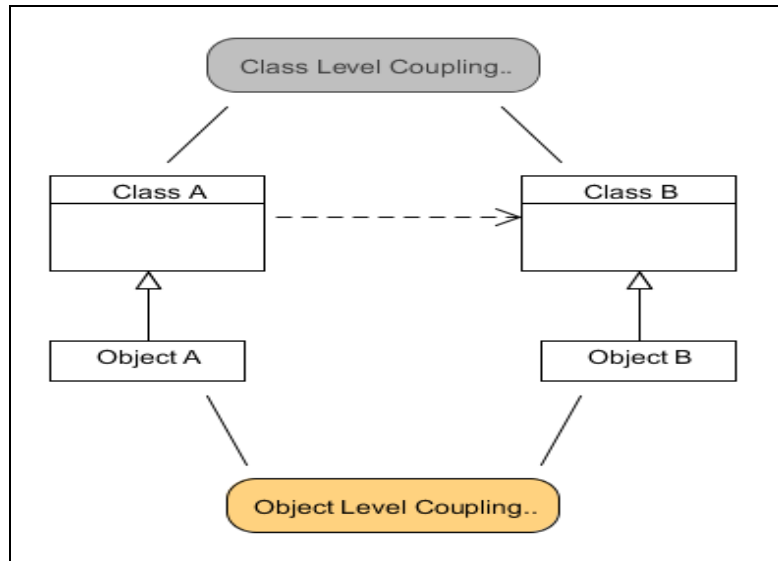 Class Level Coupling..
Class A
Class B
Object A
Object B
Object Level Coupling..